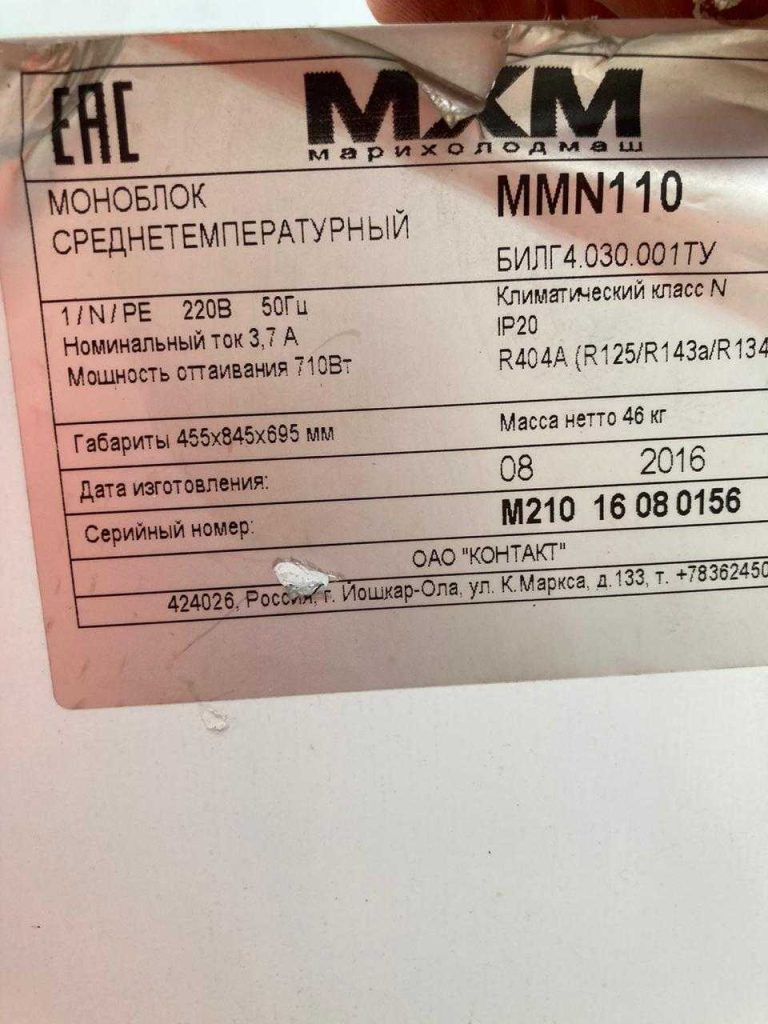 EAC
МХМ
марихолодмаш
МОНОБЛОК
СРЕДНЕТЕМПЕРАТУРНЫЙ
MMN110
БИЛГ4.030.001ТУ
1/N/PE 220В 50Гц
Номинальный ток 3,7 А
Мощность оттаивания 710Вт
Климатический класс N
IP20
R404A (R125/R143a/R134
Габариты 455х845х695 мм
Масса нетто 46 кг
Дата изготовления: 08 2016
Серийный номер: М210 16 08 0156
ОАО "КОНТАКТ"
424026, Россия, г. Йошкар-Ола, ул. К.Маркса, д.133, т. +78362450